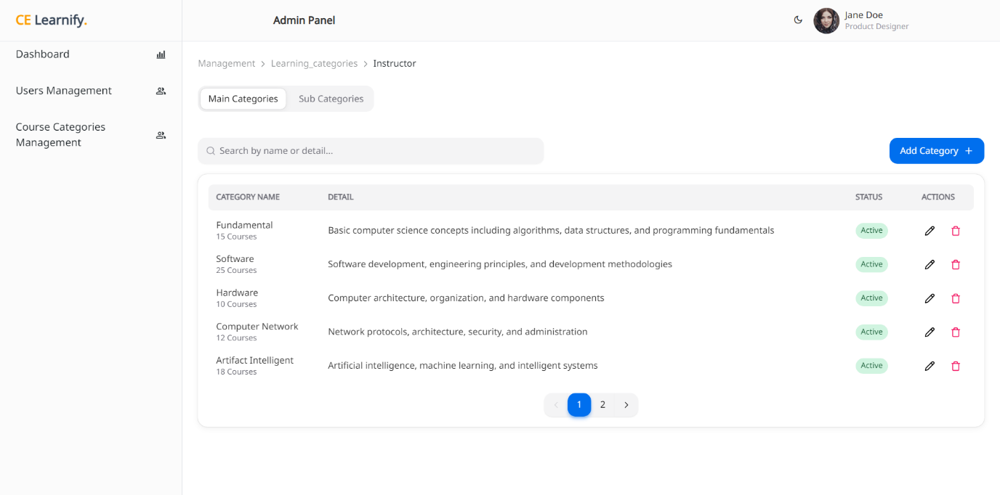 CE Learnify.
Admin Panel
Jane Doe
Product Designer
Dashboard
Users Management
Course Categories
Management
Management > Learning_categories > Instructor
Main Categories Sub Categories
Search by name or detail...
Add Category +
CATEGORY NAME DETAIL STATUS ACTIONS
Fundamental
15 Courses
Basic computer science concepts including algorithms, data structures, and programming fundamentals
Active
Software
25 Courses
Software development, engineering principles, and development methodologies
Active
Hardware
10 Courses
Computer architecture, organization, and hardware components
Active
Computer Network
12 Courses
Network protocols, architecture, security, and administration
Active
Artifact Intelligent
18 Courses
Artificial intelligence, machine learning, and intelligent systems
Active
< 1 2 >